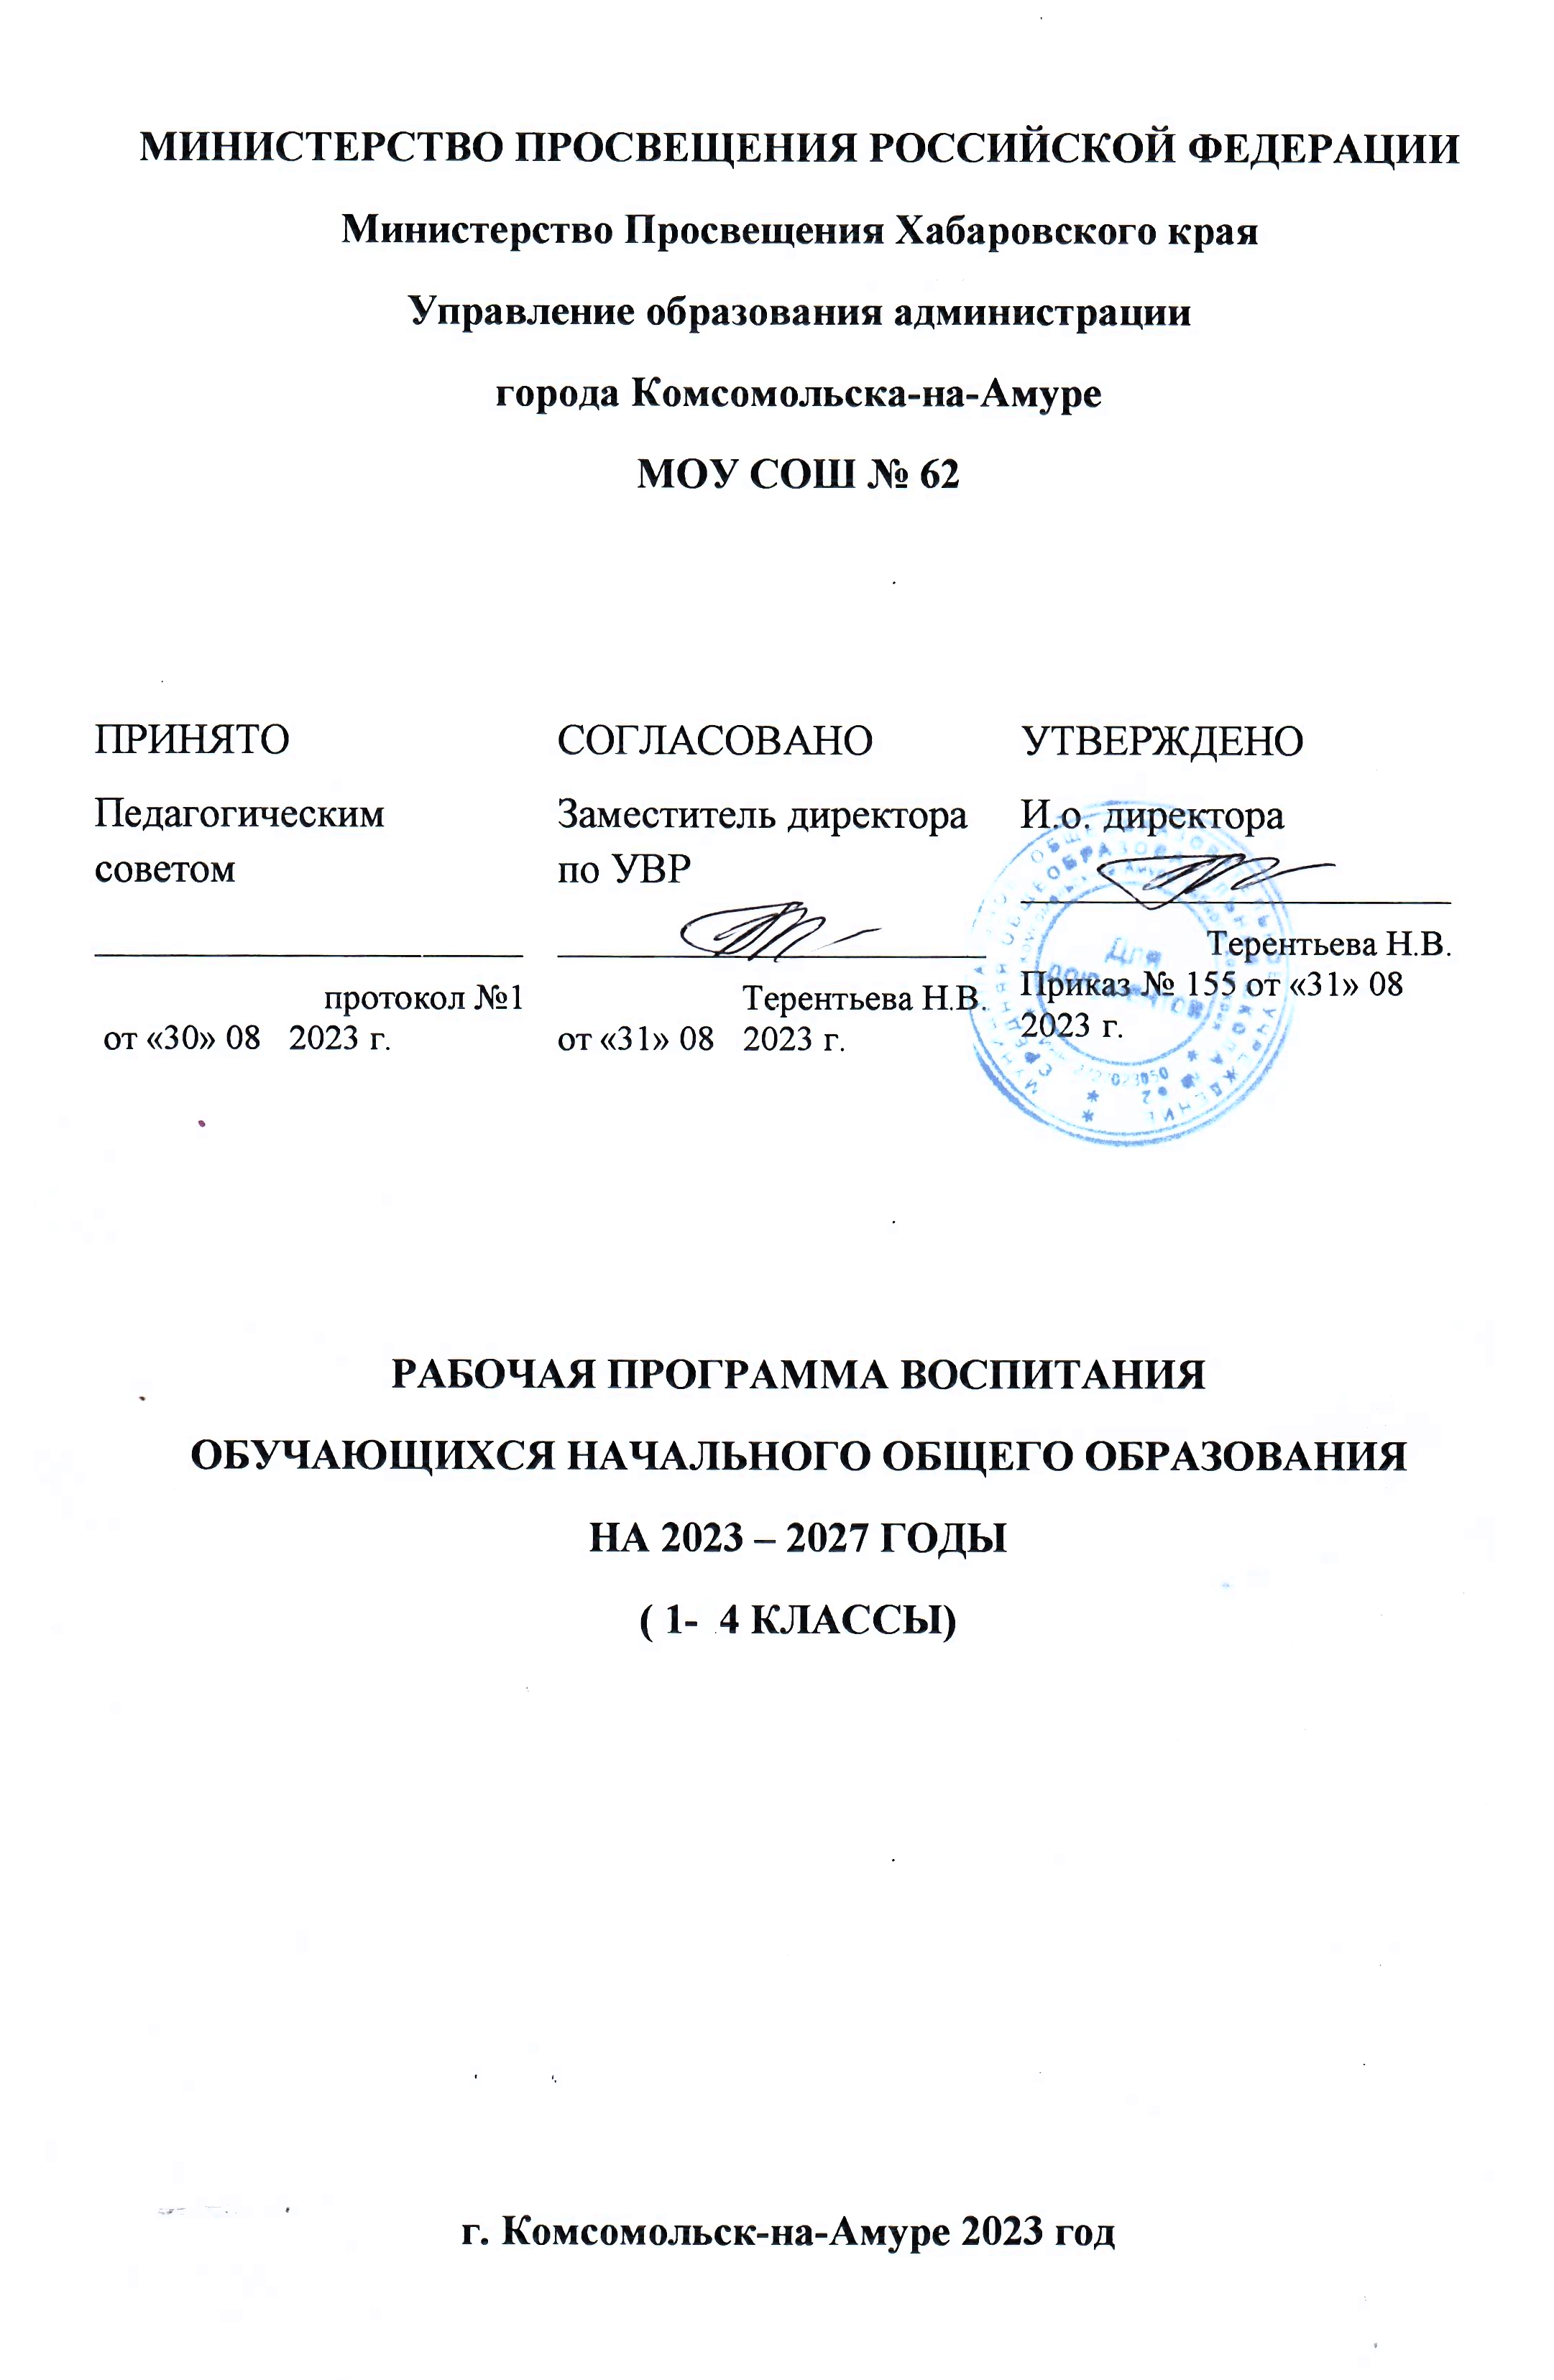 МИНИСТЕРСТВО ПРОСВЕЩЕНИЯ РОССИЙСКОЙ ФЕДЕРАЦИИ
Министерство Просвещения Хабаровского края
Управление образования администрации
города Комсомольска-на-Амуре
МОУ СОШ № 62
ПРИНЯТО
Педагогическим
советом
протокол №1
от «30» 08 2023 г.
СОГЛАСОВАНО
Заместитель директора
по УВР
Терентьева Н.В.
от «31» 08 2023 г.
УТВЕРЖДЕНО
И.о. директора
Терентьева Н.В.
Приказ № 155 от «31» 08
2023 г.
Для
РАБОЧАЯ ПРОГРАММА ВОСПИТАНИЯ
ОБУЧАЮЩИХСЯ НАЧАЛЬНОГО ОБЩЕГО ОБРАЗОВАНИЯ
НА 2023 – 2027 ГОДЫ
( 1- 4 КЛАССЫ)
г. Комсомольск-на-Амуре 2023 год